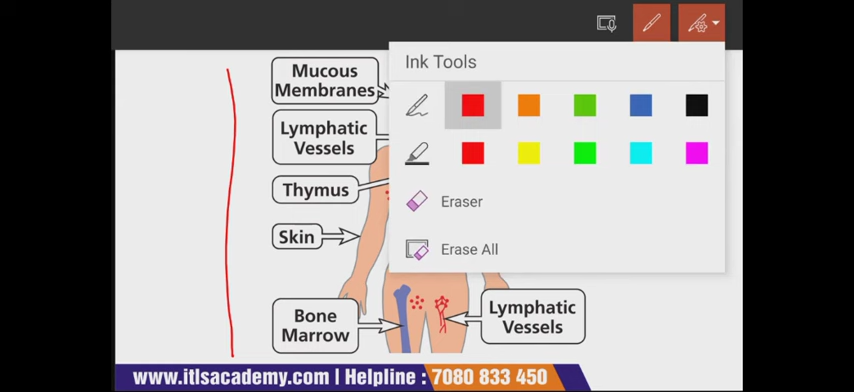 Ink Tools
Mucous
Membranes
Lymphatic
Vessels
Thymus
Skin
Eraser
Erase All
Bone
Marrow
Lymphatic
Vessels
www.itlsacademy.com | Helpline : 7080 833 450